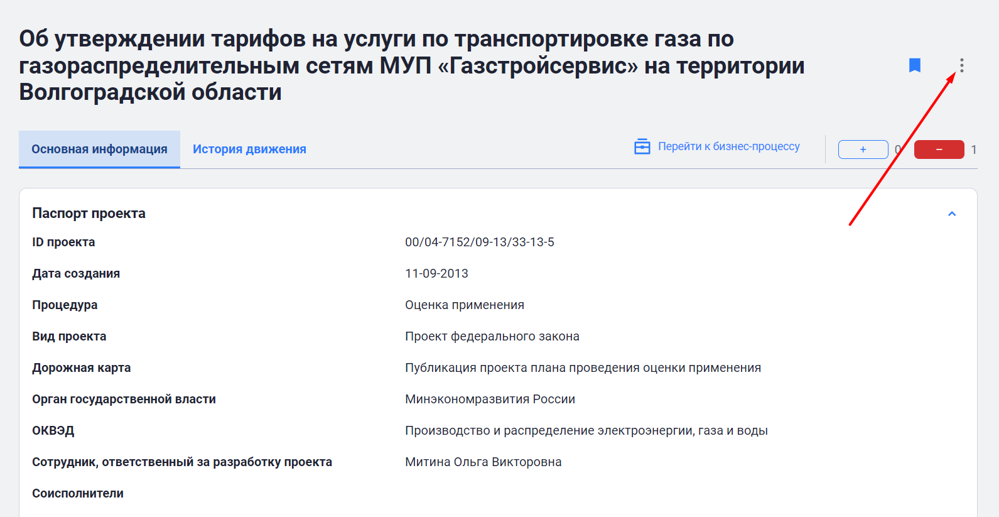 Об утверждении тарифов на услуги по транспортировке газа по
газораспределительным сетям МУП «Газстройсервис» на территории
Волгоградской области
Основная информация
История движения
Перейти к бизнес-процессу
+
0
−
1
Паспорт проекта
ID проекта 00/04-7152/09-13/33-13-5
Дата создания 11-09-2013
Процедура Оценка применения
Вид проекта Проект федерального закона
Дорожная карта Публикация проекта плана проведения оценки применения
Орган государственной власти Минэкономразвития России
ОКВЭД Производство и распределение электроэнергии, газа и воды
Сотрудник, ответственный за разработку проекта Митина Ольга Викторовна
Соисполнители